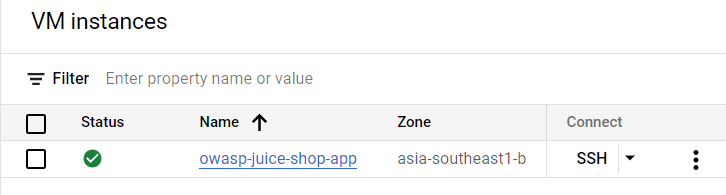 VM instances
Filter Enter property name or value
Status Name Zone Connect
owasp-juice-shop-app asia-southeast1-b SSH